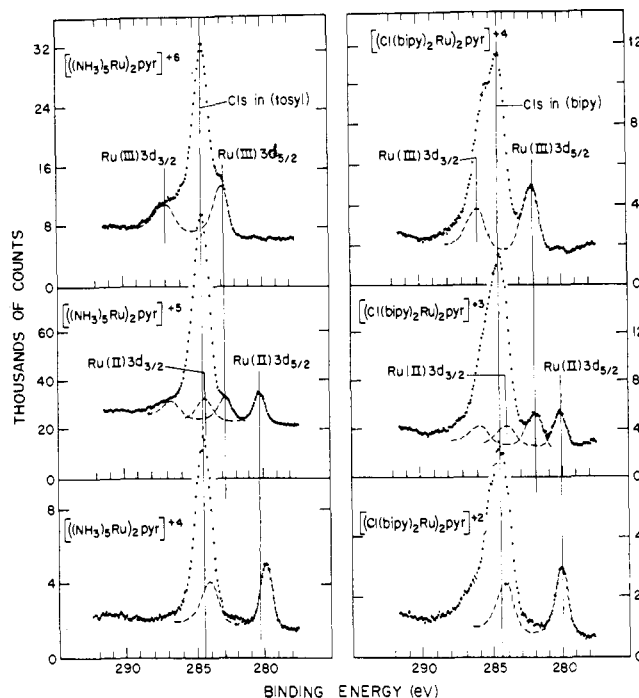 THOUSANDS OF COUNTS
32
24
16
8
0
[((NH3)5Ru)2pyr]+6
C1s in (tosyl)
Ru(III)3d3/2
Ru(III)3d5/2
60
40
20
0
[((NH3)5Ru)2pyr]+5
Ru(II)3d3/2
Ru(II)3d5/2
4
2
0
[((NH3)5Ru)2pyr]+4
290
285
280
12
8
4
2
0
[(Cl(bipy)2Ru)2pyr]+4
C1s in (bipy)
Ru(III)3d3/2
Ru(III)3d5/2
12
8
4
0
[(Cl(bipy)2Ru)2pyr]+3
Ru(II)3d3/2
Ru(II)3d5/2
4
2
0
[(Cl(bipy)2Ru)2pyr]+2
290
285
280
BINDING ENERGY (eV)